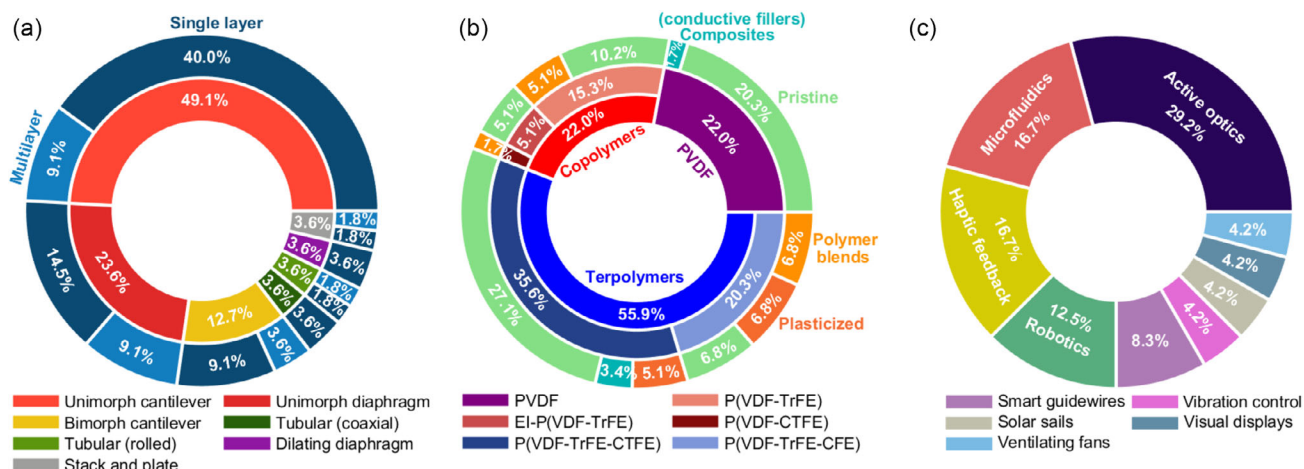 (a)
Single layer
40.0%
49.1%
Multilayer
9.1%
14.5%
23.6%
9.1%
12.7%
9.1%
3.6%
3.6%
3.6%
3.6%
1.8%
1.8%
3.6%
3.6%
1.8%
3.6%
1.8%
Unimorph cantilever
Unimorph diaphragm
Bimorph cantilever
Tubular (coaxial)
Tubular (rolled)
Dilating diaphragm
Stack and plate
(b)
(conductive fillers)
Composites
1.7%
10.2%
5.1%
5.1%
1.7%
15.3%
5.1%
22.0%
Copolymers
20.3%
Pristine
22.0%
PVDF
Terpolymers
55.9%
35.6%
27.1%
20.3%
Polymer
blends
6.8%
Plasticized
6.8%
6.8%
5.1%
3.4%
PVDF
P(VDF-TrFE)
El-P(VDF-TrFE)
P(VDF-CTFE)
P(VDF-TrFE-CTFE)
P(VDF-TrFE-CFE)
(c)
Active optics
29.2%
Microfluidics
16.7%
Haptic feedback
16.7%
12.5%
Robotics
8.3%
4.2%
4.2%
4.2%
4.2%
Smart guidewires
Vibration control
Solar sails
Visual displays
Ventilating fans